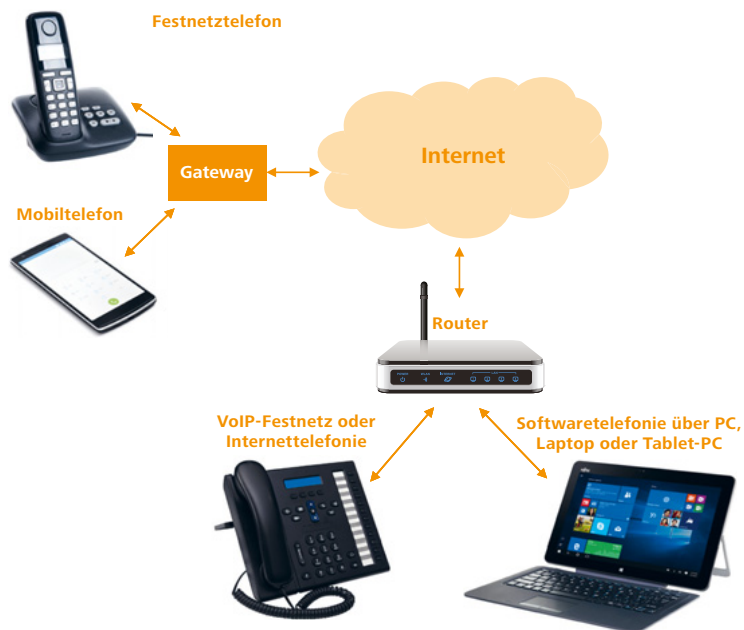 Festnetztelefon
Internet
Gateway
Mobiltelefon
Router
VoIP-Festnetz oder
Internettelefonie
Softwaretelefonie über PC,
Laptop oder Tablet-PC